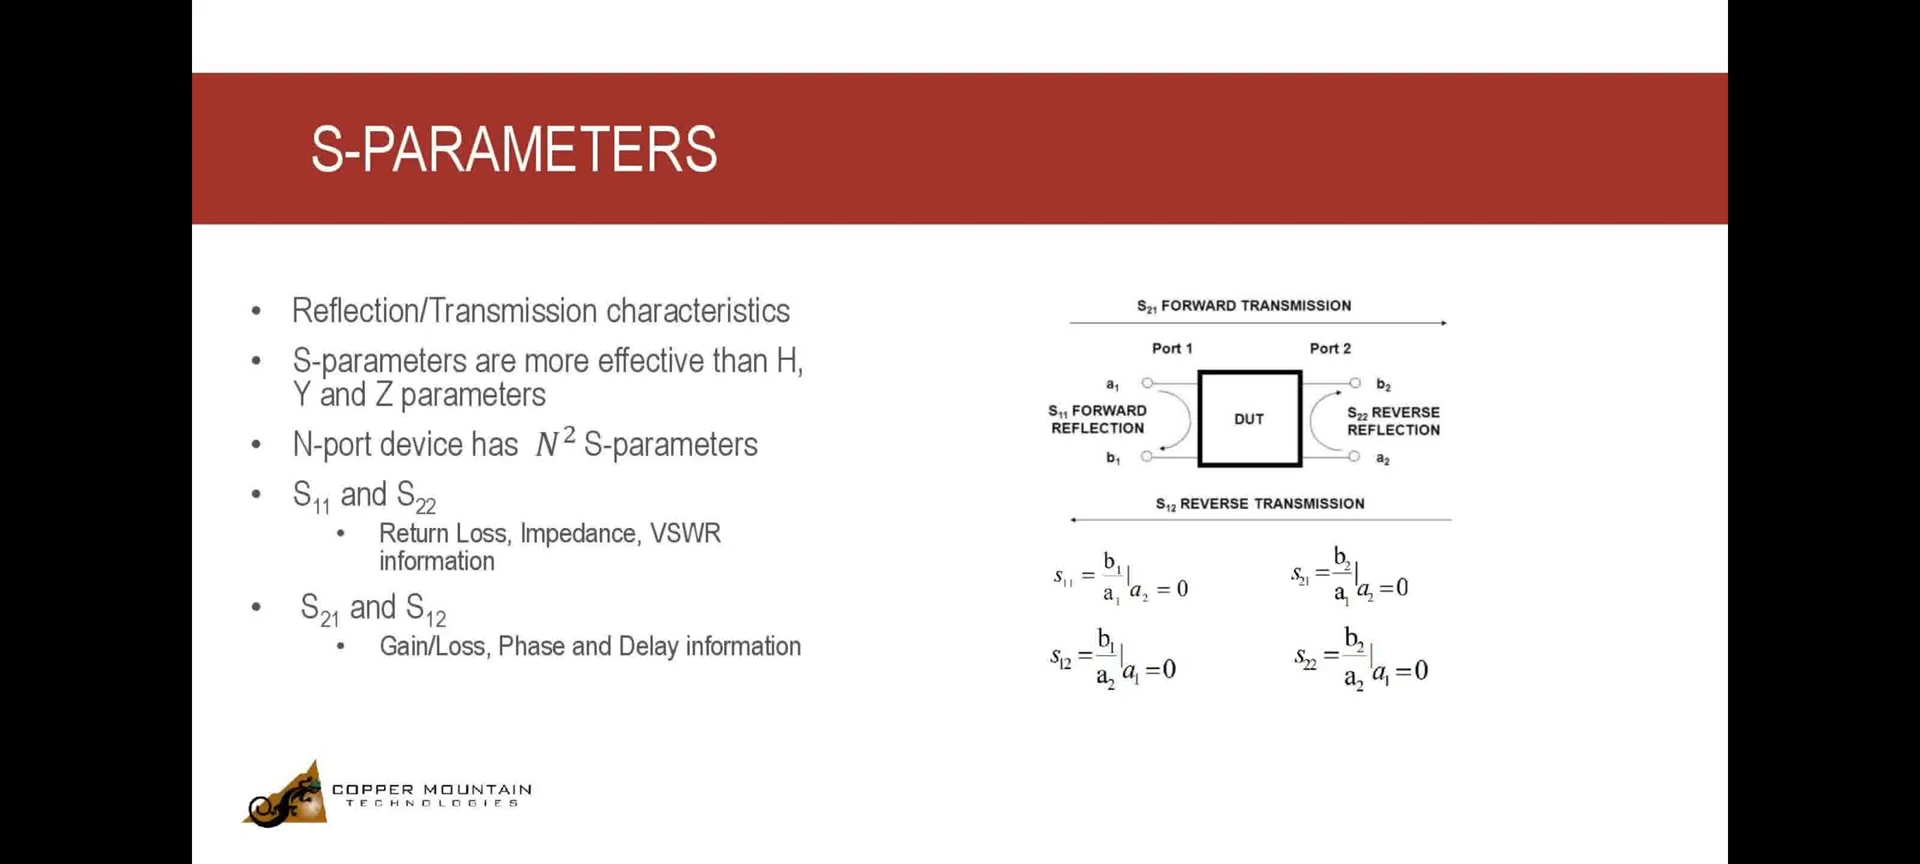 S-PARAMETERS
• Reflection/Transmission characteristics
• S-parameters are more effective than H,
Y and Z parameters
• N-port device has N² S-parameters
• S₁₁ and S₂₂
• Return Loss, Impedance, VSWR
information
• S₂₁ and S₁₂
• Gain/Loss, Phase and Delay information
S₂₁ FORWARD TRANSMISSION
Port 1 Port 2
a₁ b₂
S₁₁ FORWARD
REFLECTION
DUT
S₂₂ REVERSE
REFLECTION
b₁ a₂
S₁₂ REVERSE TRANSMISSION
s₁₁ = b₁/a₁ | a₂ = 0
s₂₁ = b₂/a₁ | a₂ = 0
s₁₂ = b₁/a₂ | a₁ = 0
s₂₂ = b₂/a₂ | a₁ = 0
COPPER MOUNTAIN
TECHNOLOGIES